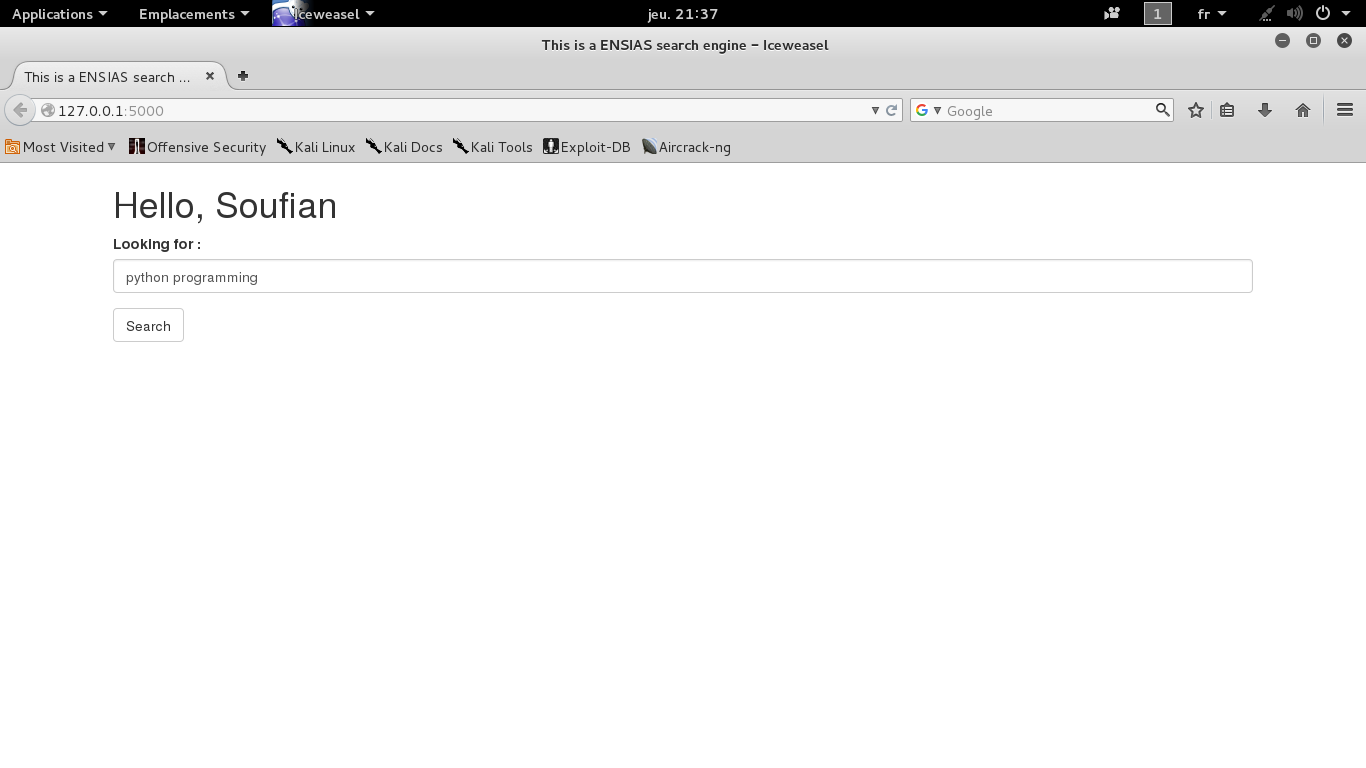 Applications Emplacements Iceweasel jeu. 21:37 1 fr
This is a ENSIAS search engine - Iceweasel
This is a ENSIAS search ...
127.0.0.1:5000 Google
Most Visited Offensive Security Kali Linux Kali Docs Kali Tools Exploit-DB Aircrack-ng
Hello, Soufian
Looking for :
python programming
Search